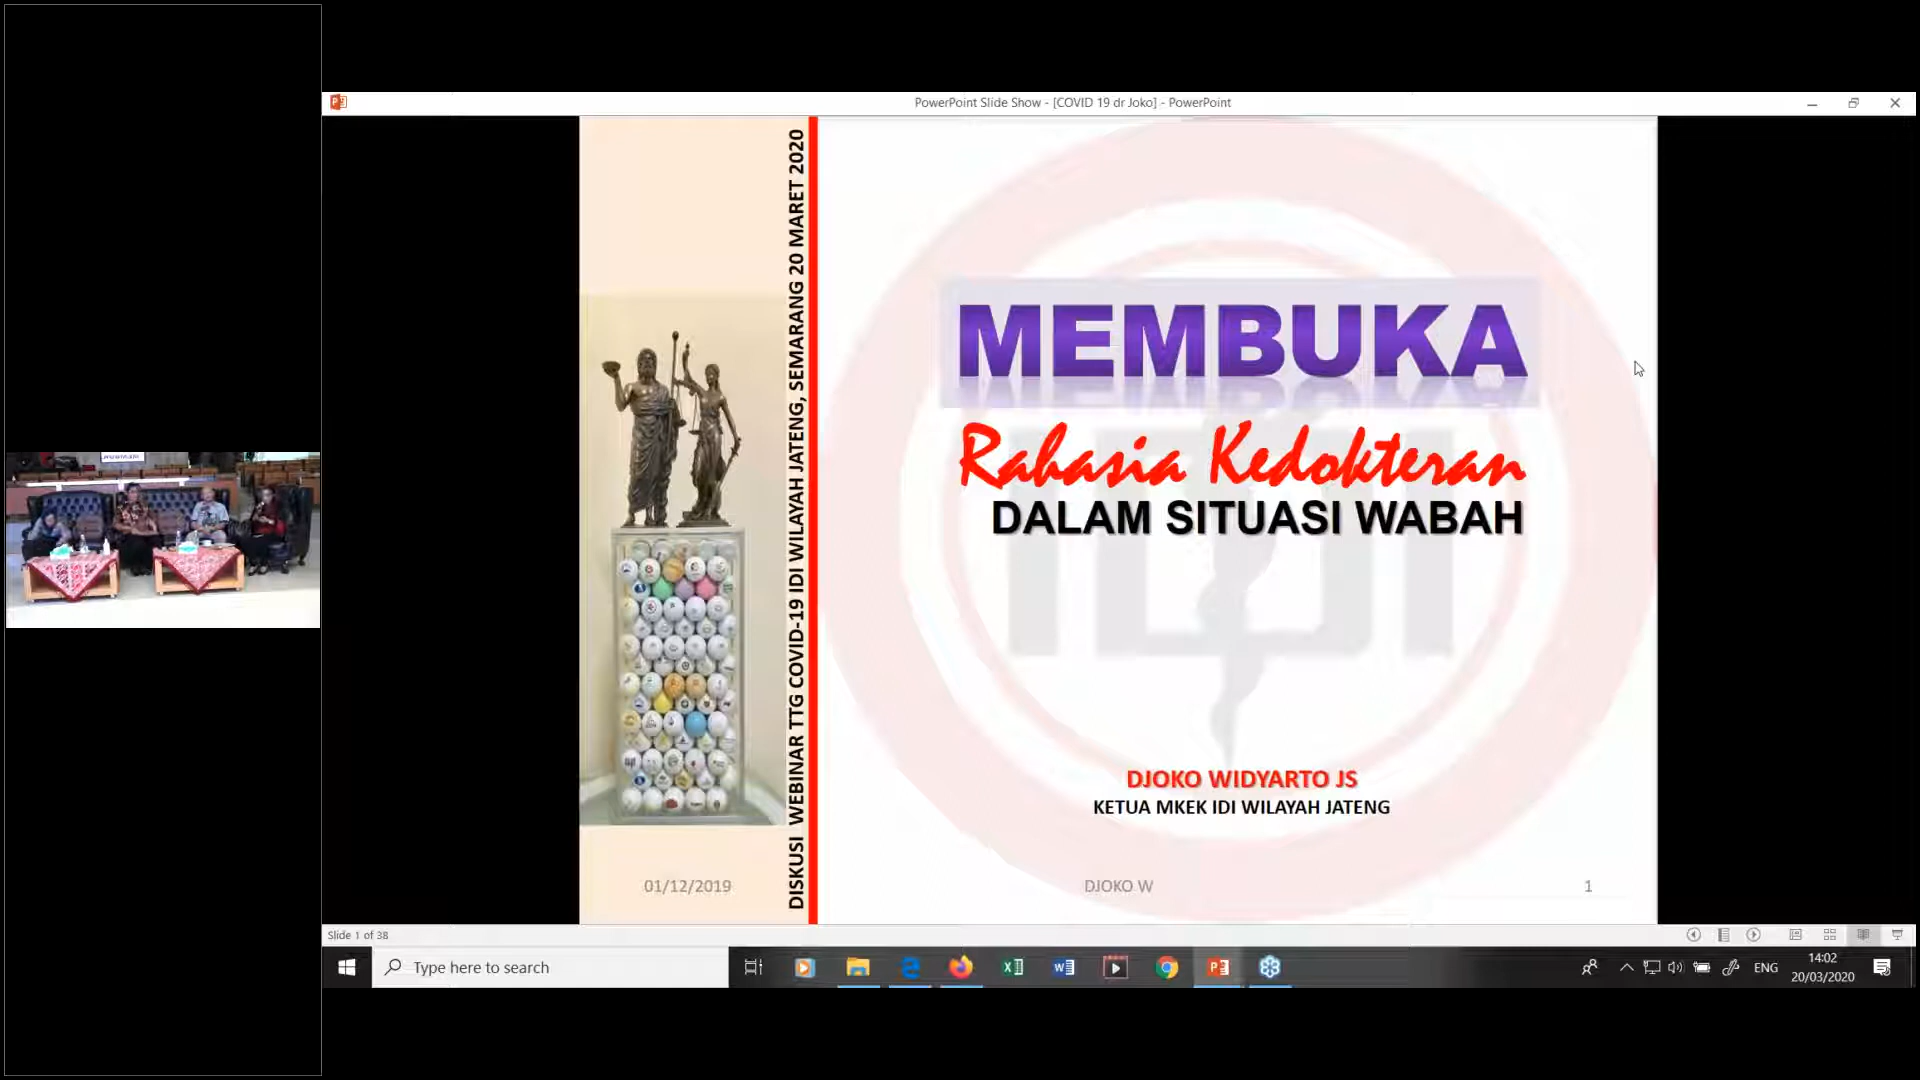 PowerPoint Slide Show - [COVID 19 dr Joko] - PowerPoint
DISKUSI WEBINAR TTG COVID-19 IDI WILAYAH JATENG, SEMARANG 20 MARET 2020
MEMBUKA
Rahasia Kedokteran
DALAM SITUASI WABAH
IDI
DJOKO WIDYARTO JS
KETUA MKEK IDI WILAYAH JATENG
01/12/2019
DJOKO W
1
Slide 1 of 38
Type here to search
ENG
14:02
20/03/2020